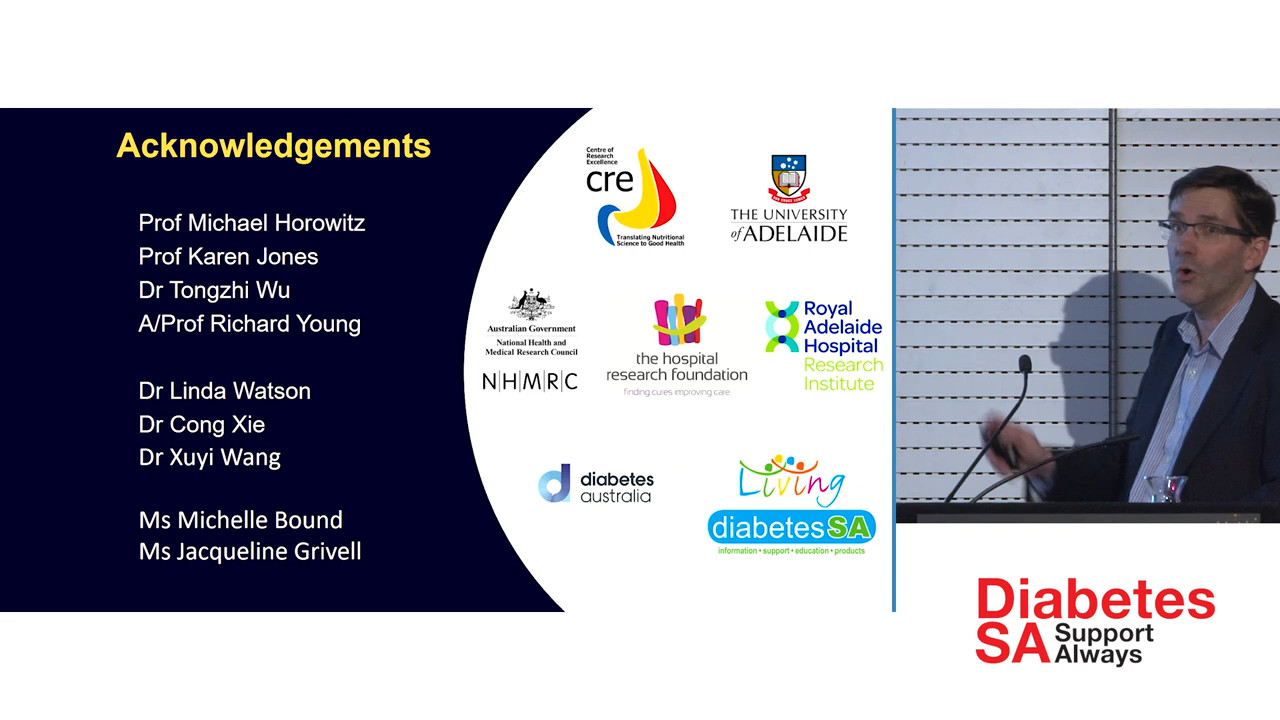 Acknowledgements
Prof Michael Horowitz
Prof Karen Jones
Dr Tongzhi Wu
A/Prof Richard Young
Dr Linda Watson
Dr Cong Xie
Dr Xuyi Wang
Ms Michelle Bound
Ms Jacqueline Grivell
Centre of
Research
Excellence
cre
Translating Nutritional
Science to Good Health
THE UNIVERSITY
of ADELAIDE
Australian Government
National Health and
Medical Research Council
N|H|M|R|C
the hospital
research foundation
finding cures improving care
Royal
Adelaide
Hospital
Research
Institute
diabetes
australia
Living
diabetesSA
information • support • education • products
Diabetes
SA Support
Always